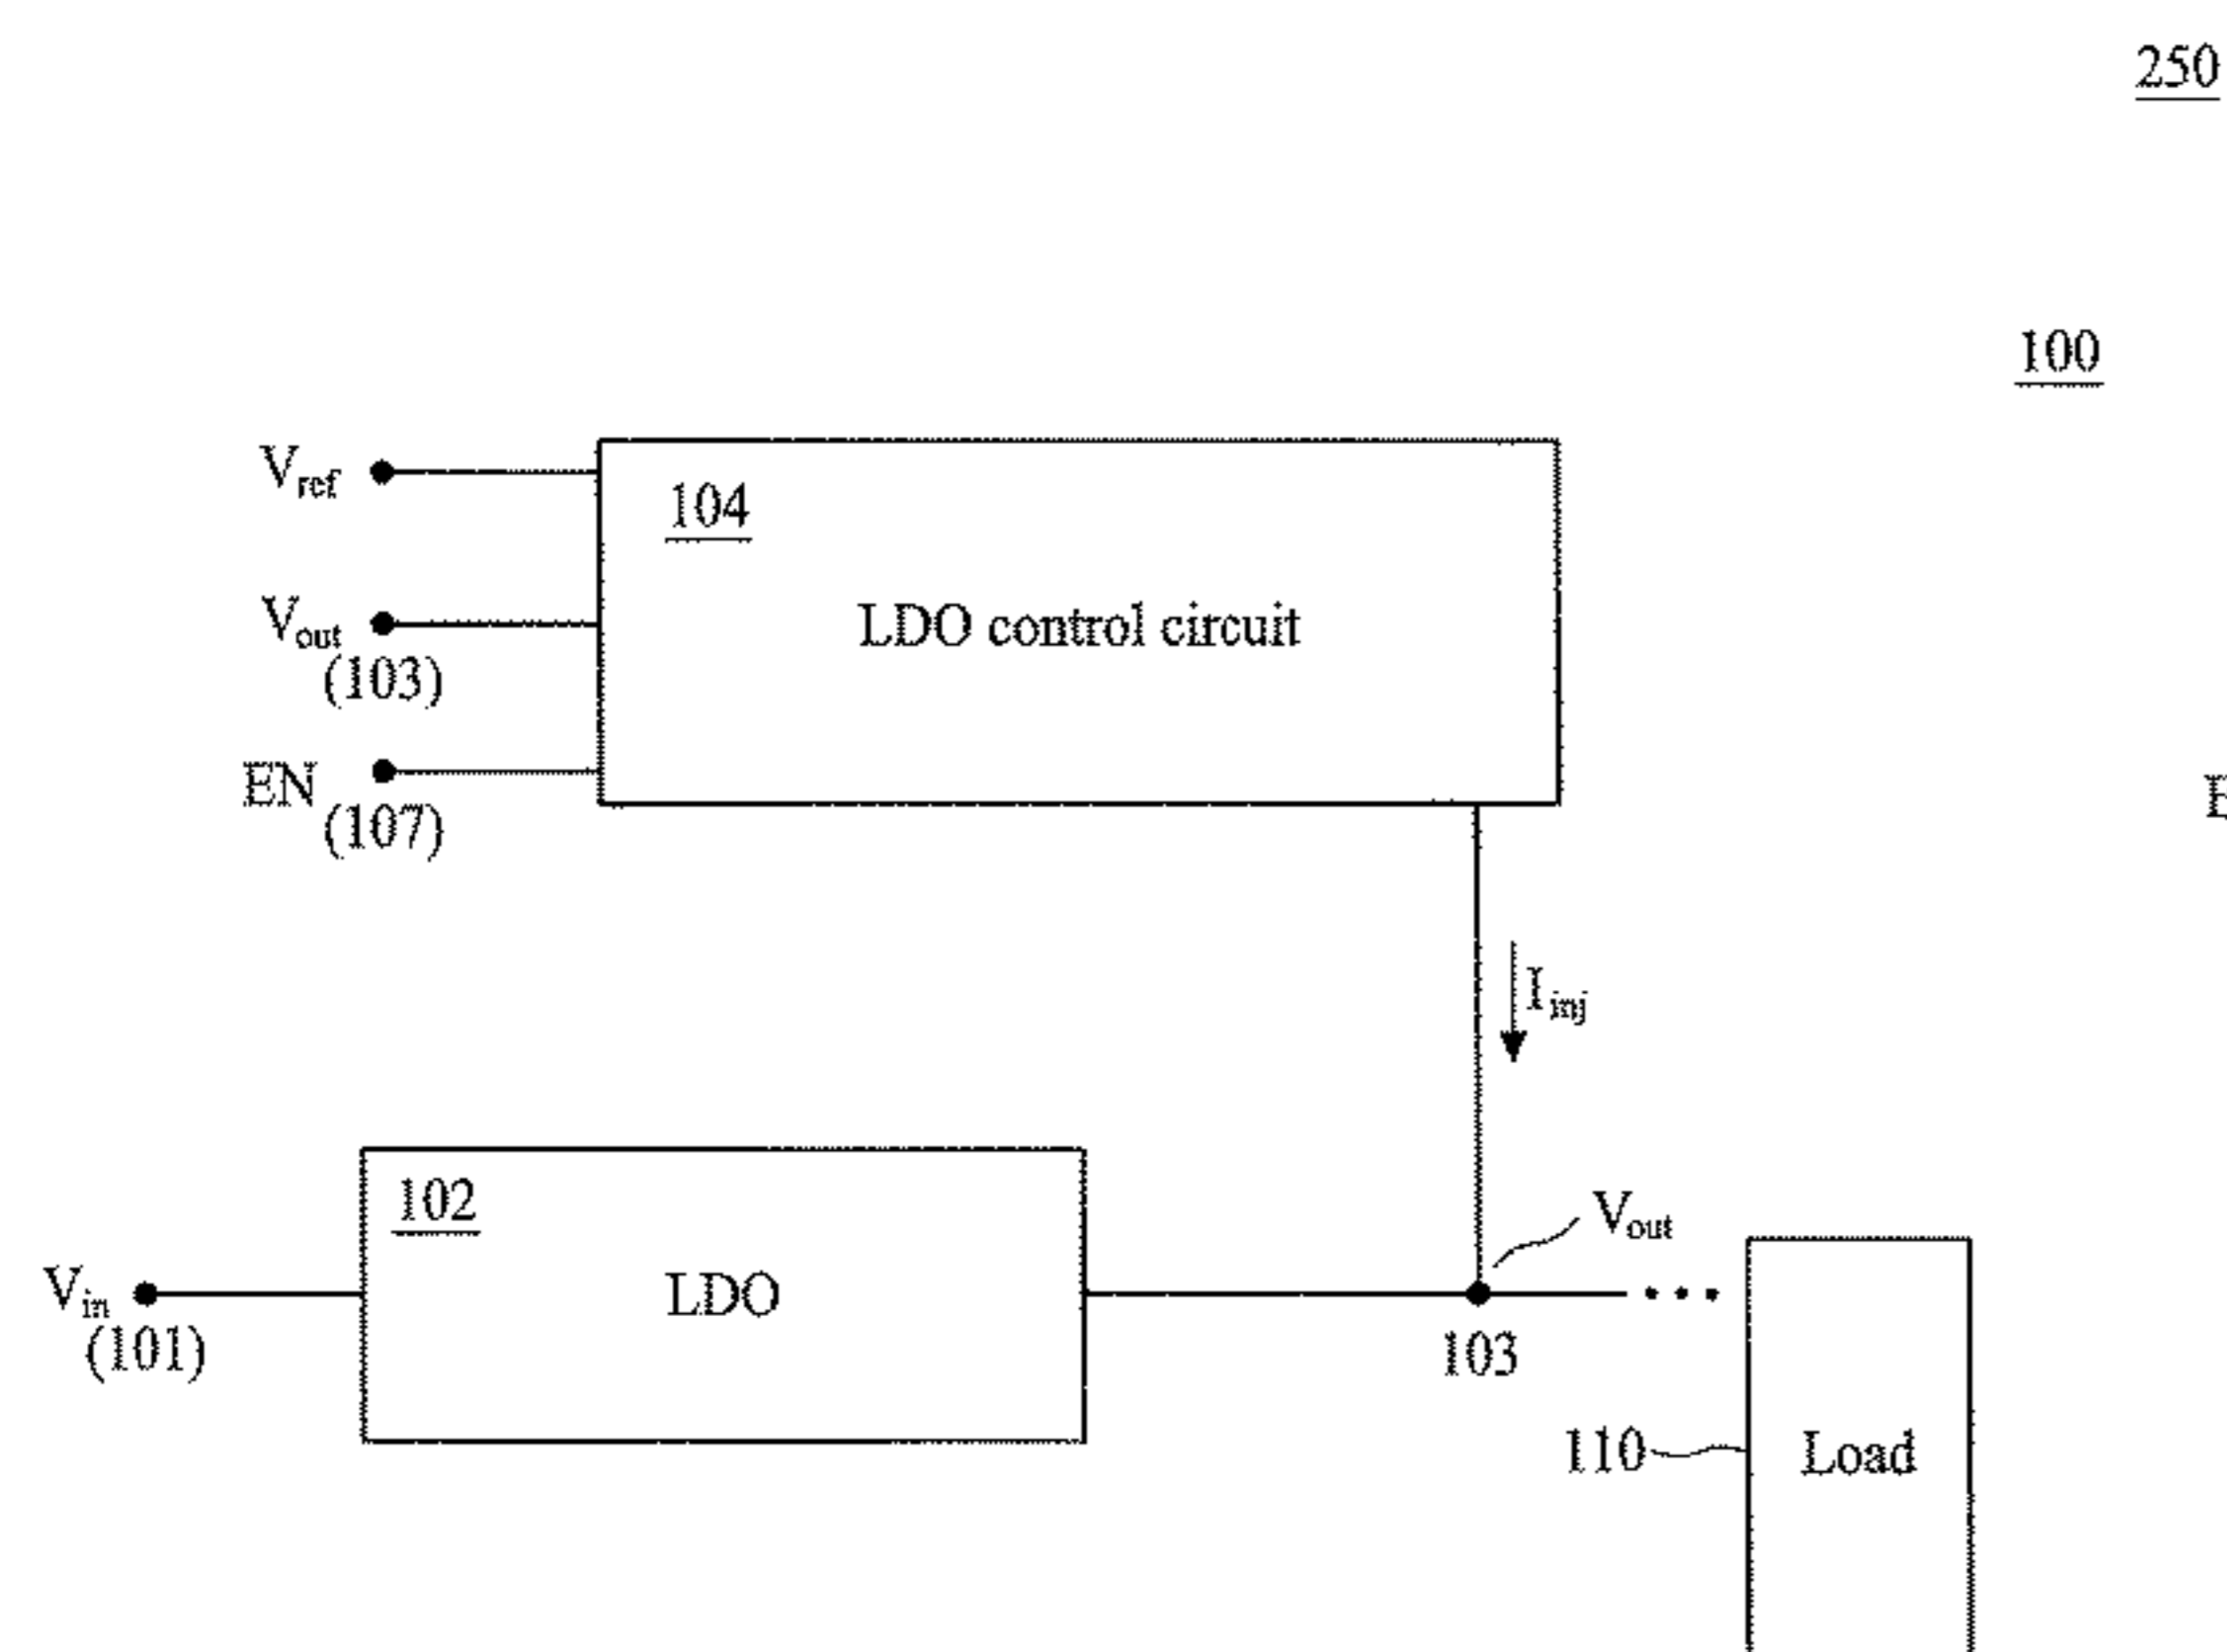 250
100
Vref
104
Vout
(103)
LDO control circuit
EN
(107)
E
Iinj
102
Vout
Vin
(101)
LDO
103
110
Load